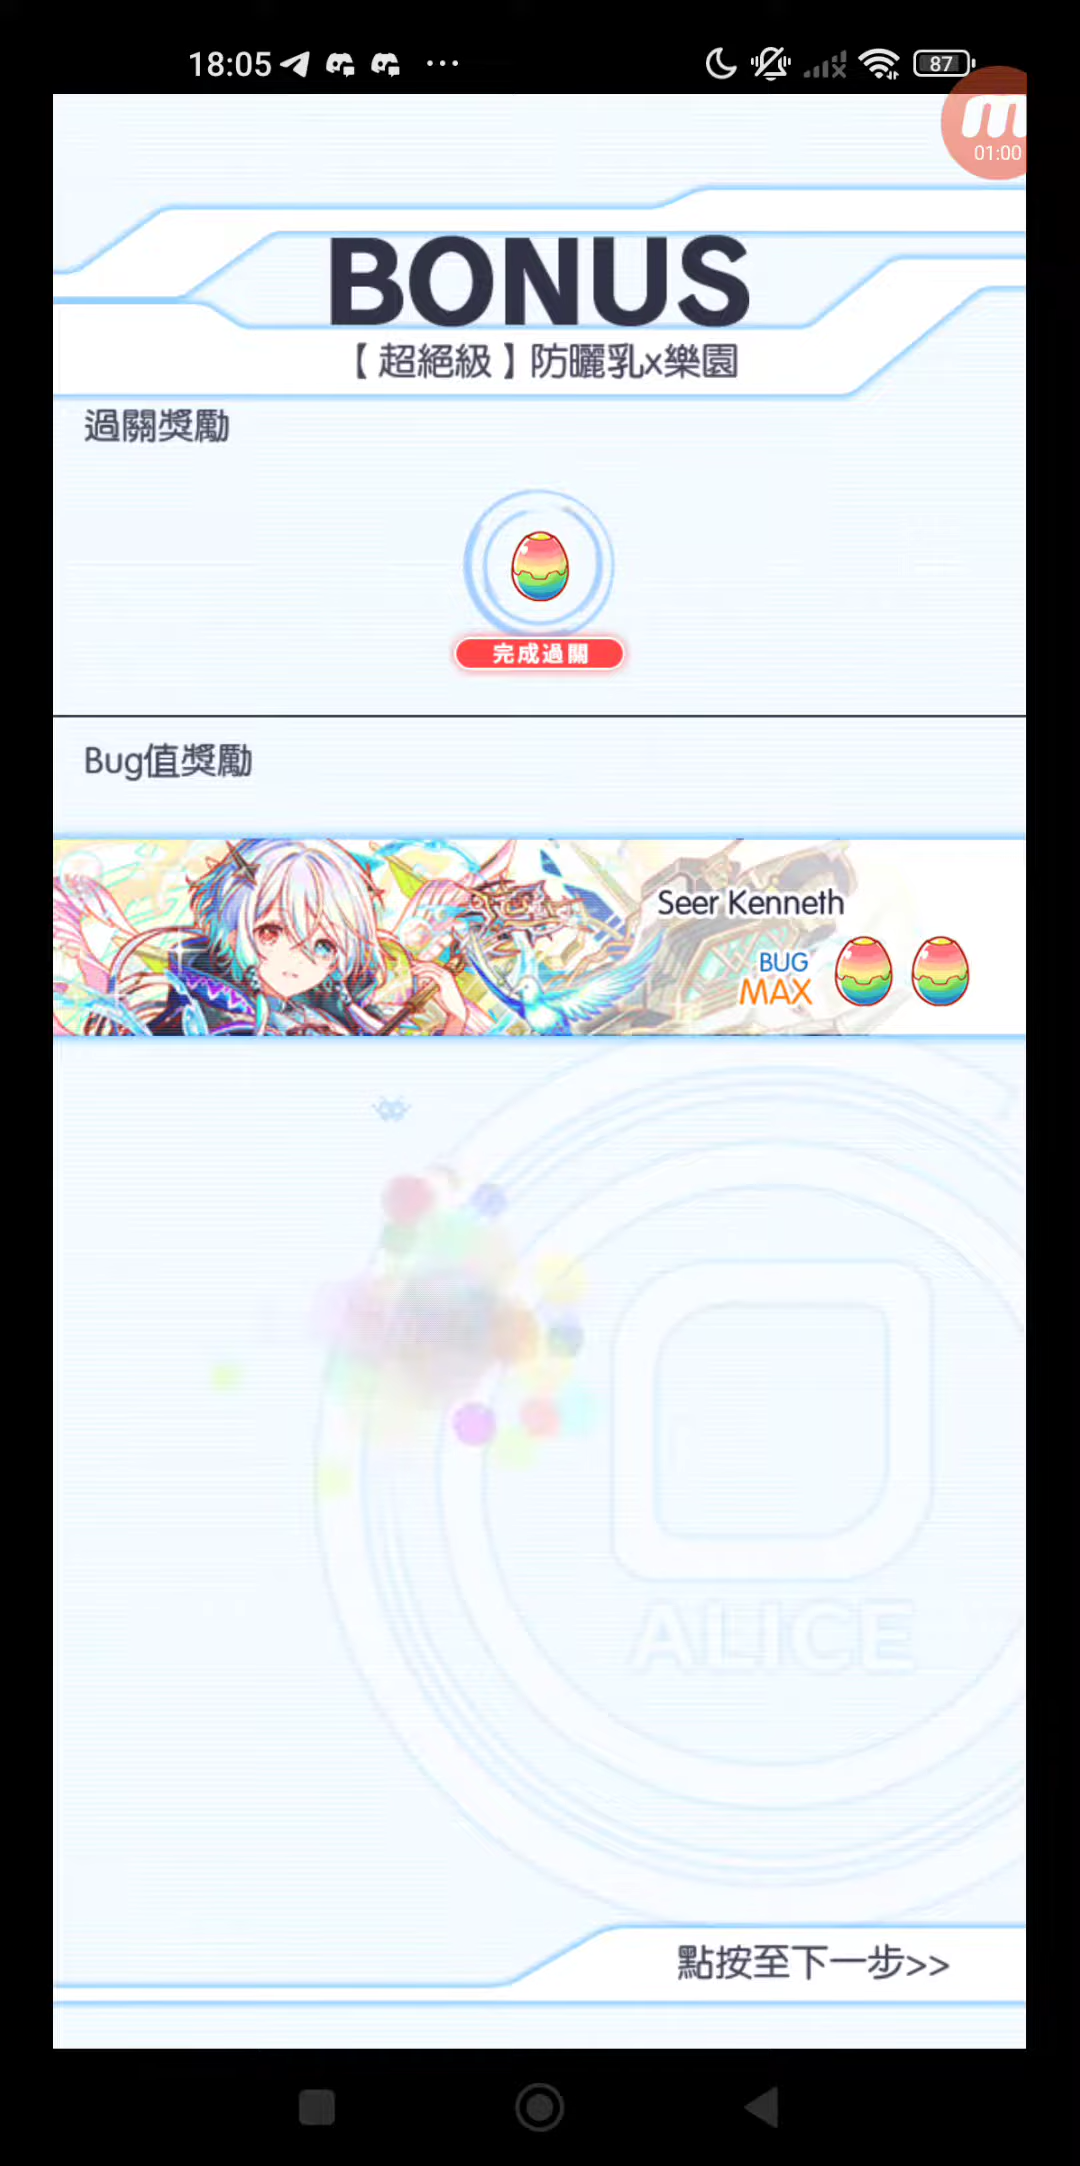 18:05
87
01:00
BONUS
【超絕級】防曬乳x樂園
過關獎勵
完成過關
Bug值獎勵
Seer Kenneth
BUG
MAX
ALICE
點按至下一步>>